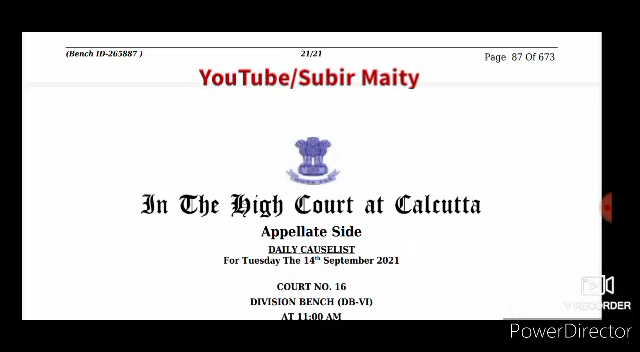 (Bench ID-265887 )
21/21
Page 87 Of 673
YouTube/Subir Maity
In The High Court at Calcutta
Appellate Side
DAILY CAUSELIST
For Tuesday The 14th September 2021
COURT NO. 16
DIVISION BENCH (DB-VI)
AT 11:00 AM
VIRECORDER
PowerDirector